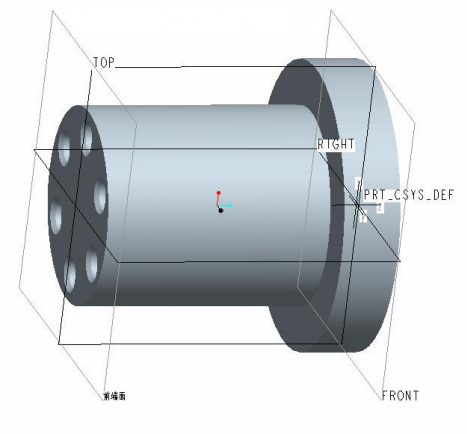 TOP
RIGHT
PRT_CSYS_DEF
前端面
FRONT